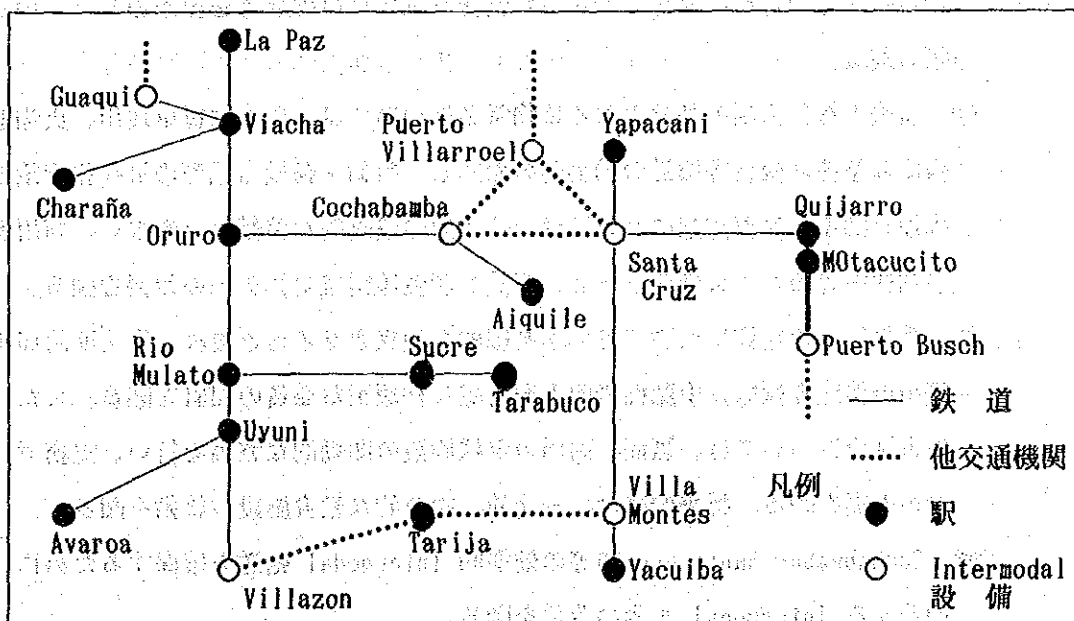 La Paz
Guaqui
Viacha
Puerto
Villarroel
Yapacani
Charaña
Cochabamba
Quijarro
Oruro
Santa
Cruz
MOtacucito
Aiquile
Rio
Mulato
Sucre
Puerto Busch
Tarabuco
鉄 道
Uyuni
他交通機関
Villa
Montes
凡例
駅
Avaroa
Tarija
Yacuiba
Intermodal
設 備
Villazon